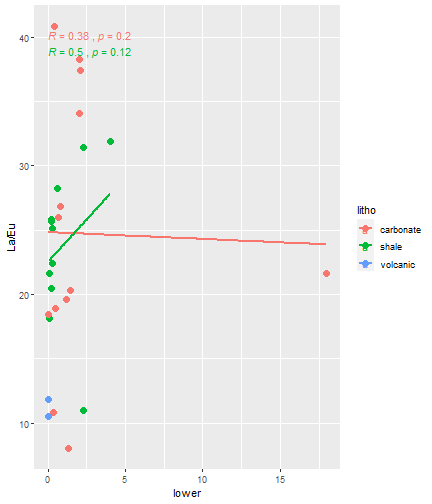 R = 0.38 , p = 0.2
R = 0.5 , p = 0.12
40
30
20
10
La/Eu
0
5
10
15
lower
litho
carbonate
shale
volcanic